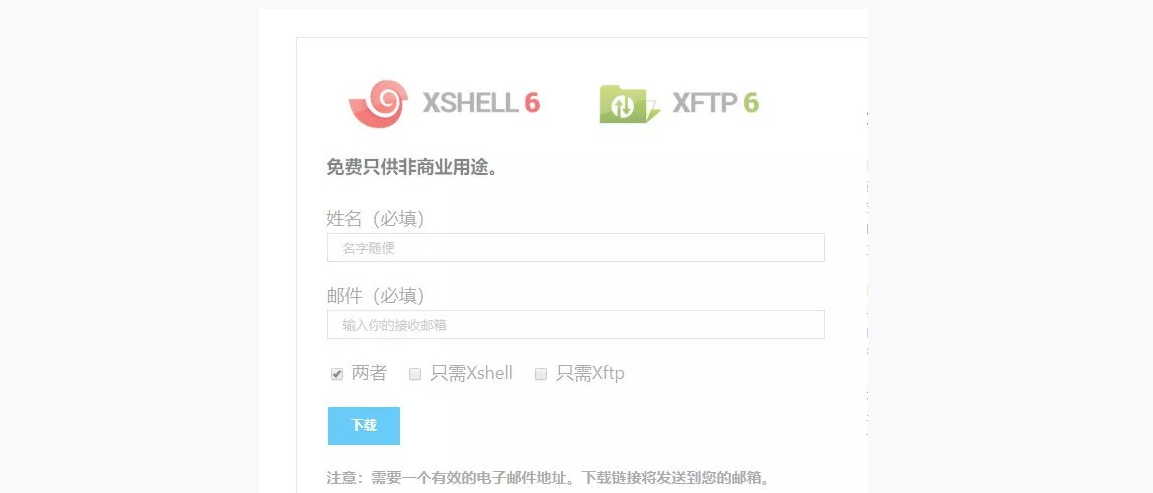 XSHELL 6 XFTP 6
免费只供非商业用途。
姓名（必填）
名字随便
邮件（必填）
输入你的接收邮箱
两者 只需Xshell 只需Xftp
下载
注意：需要一个有效的电子邮件地址。下载链接将发送到您的邮箱。